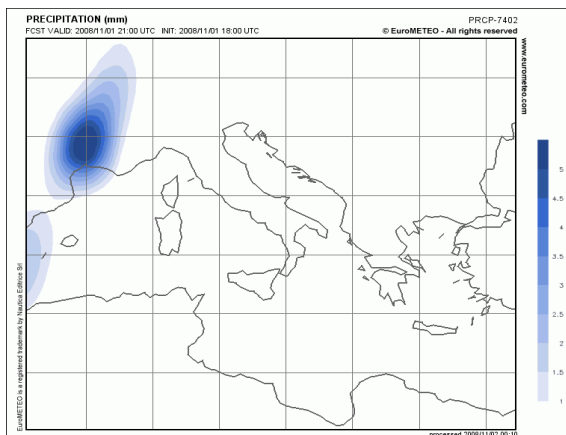 PRECIPITATION (mm)
PRCP-7402
FCST VALID: 2008/11/01 21:00 UTC INIT: 2008/11/01 18:00 UTC
© EuroMETEO - All rights reserved
www.eurometeo.com
5
4.5
4
3.5
3
2.5
2
1.5
1
EuroMETEO is a registered trademark by Nautica Editrice Srl
processed 2008/11/02 00:10